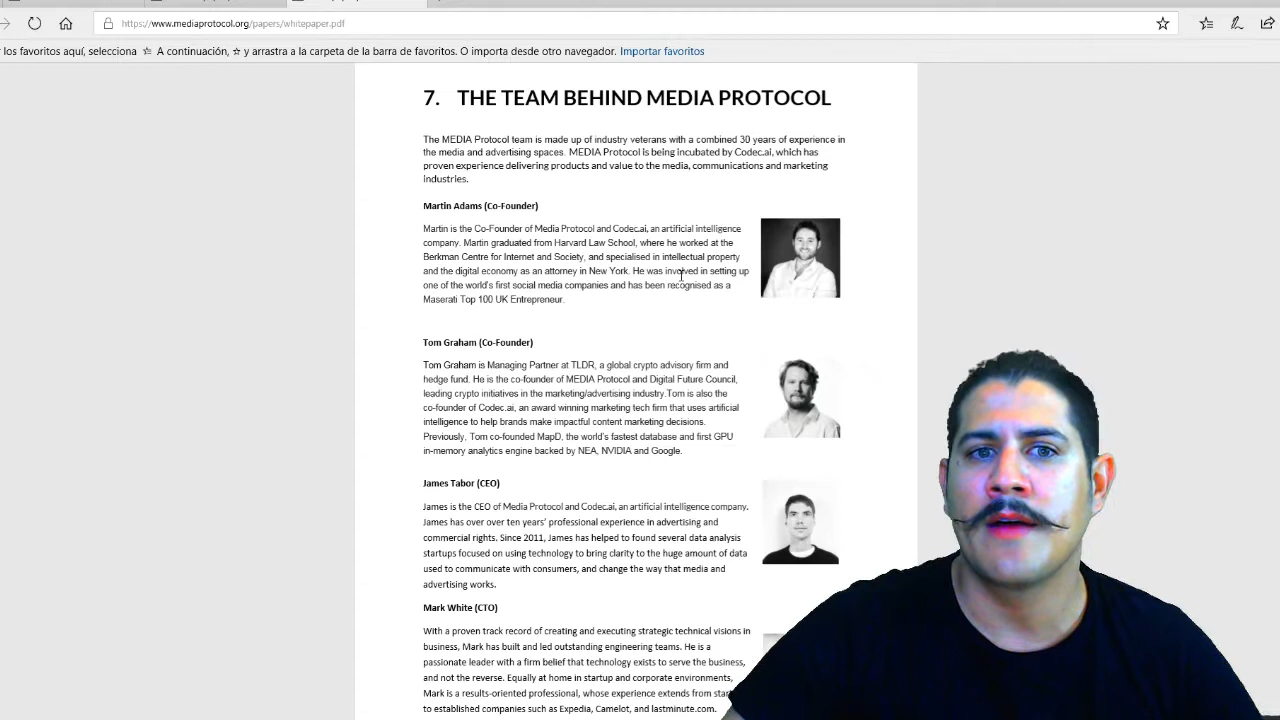 https://www.mediaprotocol.org/papers/whitepaper.pdf
los favoritos aquí, selecciona A continuación, y arrastra a la carpeta de la barra de favoritos. O importa desde otro navegador. Importar favoritos
7. THE TEAM BEHIND MEDIA PROTOCOL
The MEDIA Protocol team is made up of industry veterans with a combined 30 years of experience in
the media and advertising spaces. MEDIA Protocol is being incubated by Codec.ai, which has
proven experience delivering products and value to the media, communications and marketing
industries.
Martin Adams (Co-Founder)
Martin is the Co-Founder of Media Protocol and Codec.ai, an artificial intelligence
company. Martin graduated from Harvard Law School, where he worked at the
Berkman Centre for Internet and Society, and specialised in intellectual property
and the digital economy as an attorney in New York. He was involved in setting up
one of the world's first social media companies and has been recognised as a
Maserati Top 100 UK Entrepreneur.
Tom Graham (Co-Founder)
Tom Graham is Managing Partner at TLDR, a global crypto advisory firm and
hedge fund. He is the co-founder of MEDIA Protocol and Digital Future Council,
leading crypto initiatives in the marketing/advertising industry.Tom is also the
co-founder of Codec.ai, an award winning marketing tech firm that uses artificial
intelligence to help brands make impactful content marketing decisions.
Previously, Tom co-founded MapD, the world's fastest database and first GPU
in-memory analytics engine backed by NEA, NVIDIA and Google.
James Tabor (CEO)
James is the CEO of Media Protocol and Codec.ai, an artificial intelligence company.
James has over over ten years' professional experience in advertising and
commercial rights. Since 2011, James has helped to found several data analysis
startups focused on using technology to bring clarity to the huge amount of data
used to communicate with consumers, and change the way that media and
advertising works.
Mark White (CTO)
With a proven track record of creating and executing strategic technical visions in
business, Mark has built and led outstanding engineering teams. He is a
passionate leader with a firm belief that technology exists to serve the business,
and not the reverse. Equally at home in startup and corporate environments,
Mark is a results-oriented professional, whose experience extends from
to established companies such as Expedia, Camelot, and lastminute.com.